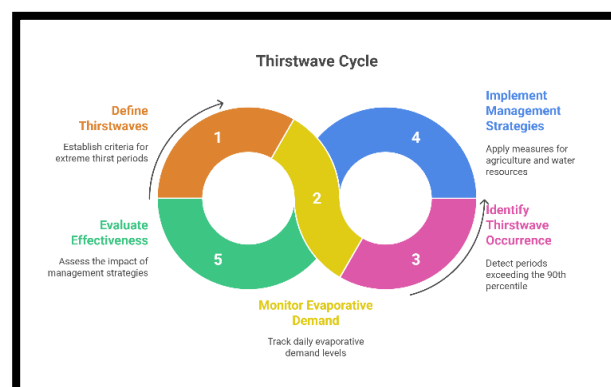 Thirstwave Cycle
Define
Thirstwaves
Establish criteria for
extreme thirst periods
1
Implement
Management
Strategies
Apply measures for
agriculture and water
resources
4
2
Evaluate
Effectiveness
Assess the impact of
management strategies
5
Identify
Thirstwave
Occurrence
Detect periods
exceeding the 90th
percentile
3
Monitor Evaporative
Demand
Track daily evaporative
demand levels